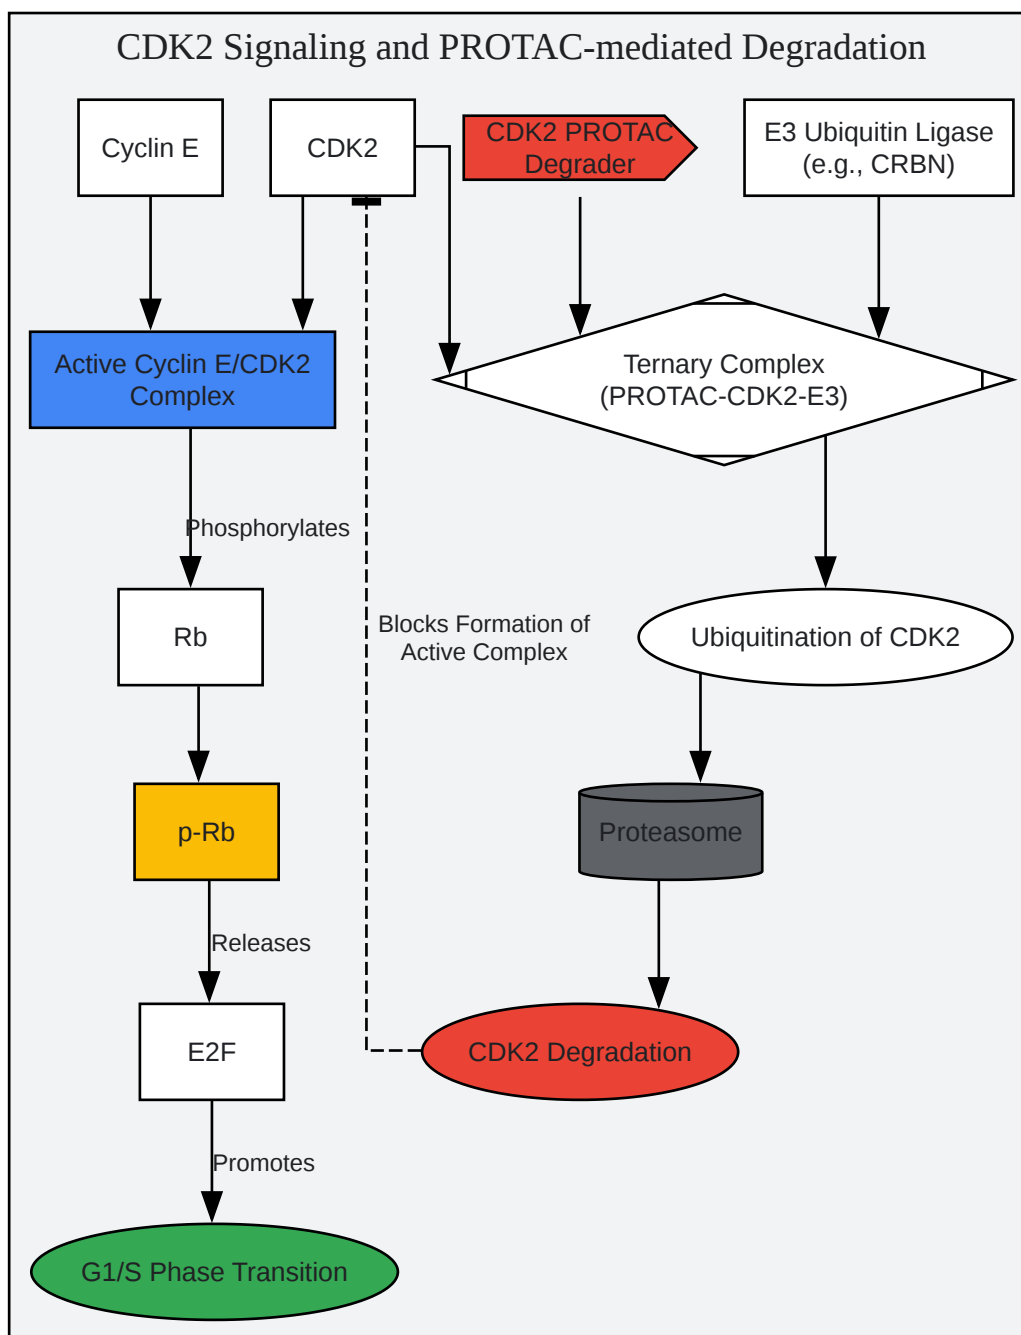 CDK2 Signaling and PROTAC-mediated Degradation
Cyclin E
CDK2
CDK2 PROTAC
Degrader
E3 Ubiquitin Ligase
(e.g., CRBN)
Active Cyclin E/CDK2
Complex
Ternary Complex
(PROTAC-CDK2-E3)
Phosphorylates
Rb
Blocks Formation of
Active Complex
Ubiquitination of CDK2
p-Rb
Proteasome
Releases
E2F
CDK2 Degradation
Promotes
G1/S Phase Transition